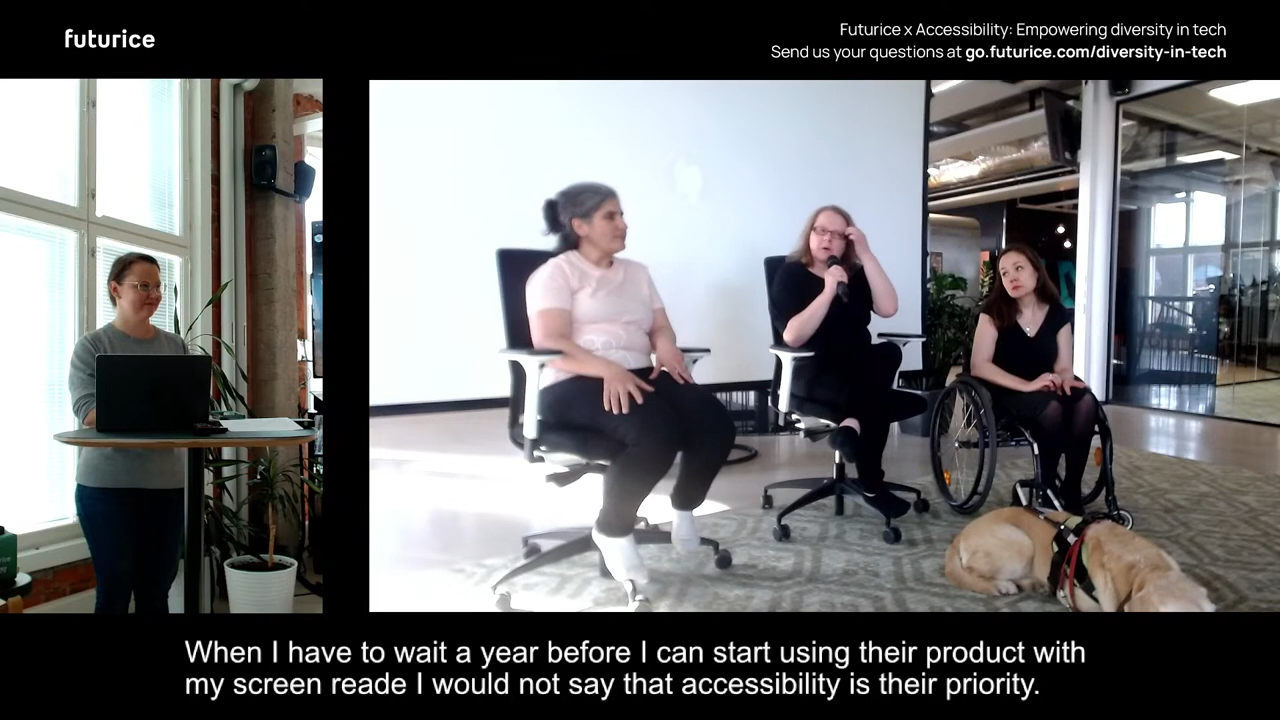 futurice
Futurice x Accessibility: Empowering diversity in tech
Send us your questions at go.futurice.com/diversity-in-tech
When I have to wait a year before I can start using their product with
my screen reade I would not say that accessibility is their priority.